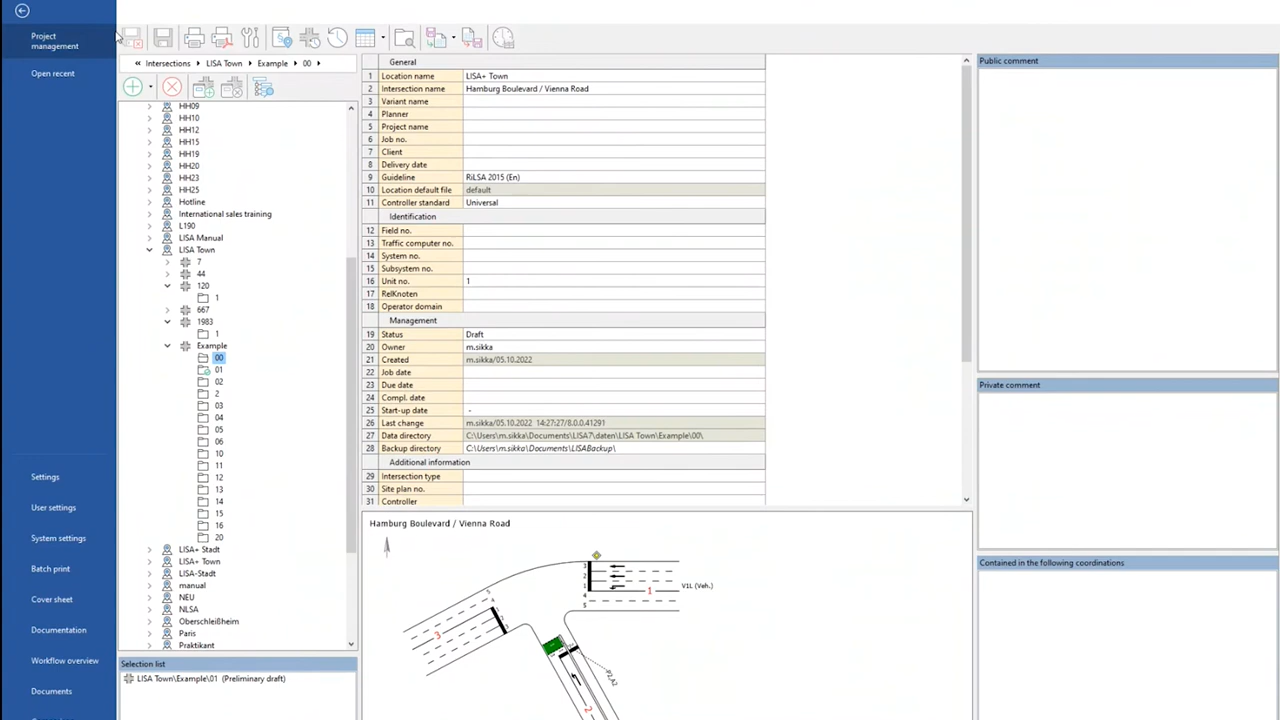 Project
management
Open recent
Settings
User settings
System settings
Batch print
Cover sheet
Documentation
Workflow overview
Documents
« Intersections LISA Town Example 00
HH09
HH10
HH12
HH15
HH19
HH20
HH23
HH25
Hotline
International sales training
L190
LISA Manual
LISA Town
7
44
120
1
667
1983
1
Example
00
01
02
2
03
04
05
06
10
11
12
13
14
15
16
20
LISA+ Stadt
LISA+ Town
LISA-Stadt
manual
NEU
NLSA
Oberschleißheim
Paris
Praktikant
Selection list
LISA Town\Example\01 (Preliminary draft)
General
1 Location name LISA+ Town
2 Intersection name Hamburg Boulevard / Vienna Road
3 Variant name
4 Planner
5 Project name
6 Job no.
7 Client
8 Delivery date
9 Guideline RiLSA 2015 (En)
10 Location default file default
11 Controller standard Universal
Identification
12 Field no.
13 Traffic computer no.
14 System no.
15 Subsystem no.
16 Unit no. 1
17 RelKnoten
18 Operator domain
Management
19 Status Draft
20 Owner m.sikka
21 Created m.sikka/05.10.2022
22 Job date
23 Due date
24 Compl. date
25 Start-up date -
26 Last change m.sikka/05.10.2022 14:27:27/8.0.0.41291
27 Data directory C:\Users\m.sikka\Documents\LISA7\daten\LISA Town\Example\00\
28 Backup directory C:\Users\m.sikka\Documents\LISABackup\
Additional information
29 Intersection type
30 Site plan no.
31 Controller
Hamburg Boulevard / Vienna Road
3
2
1
4
5
1
V1L (Veh.)
3
2
Public comment
Private comment
Contained in the following coordinations